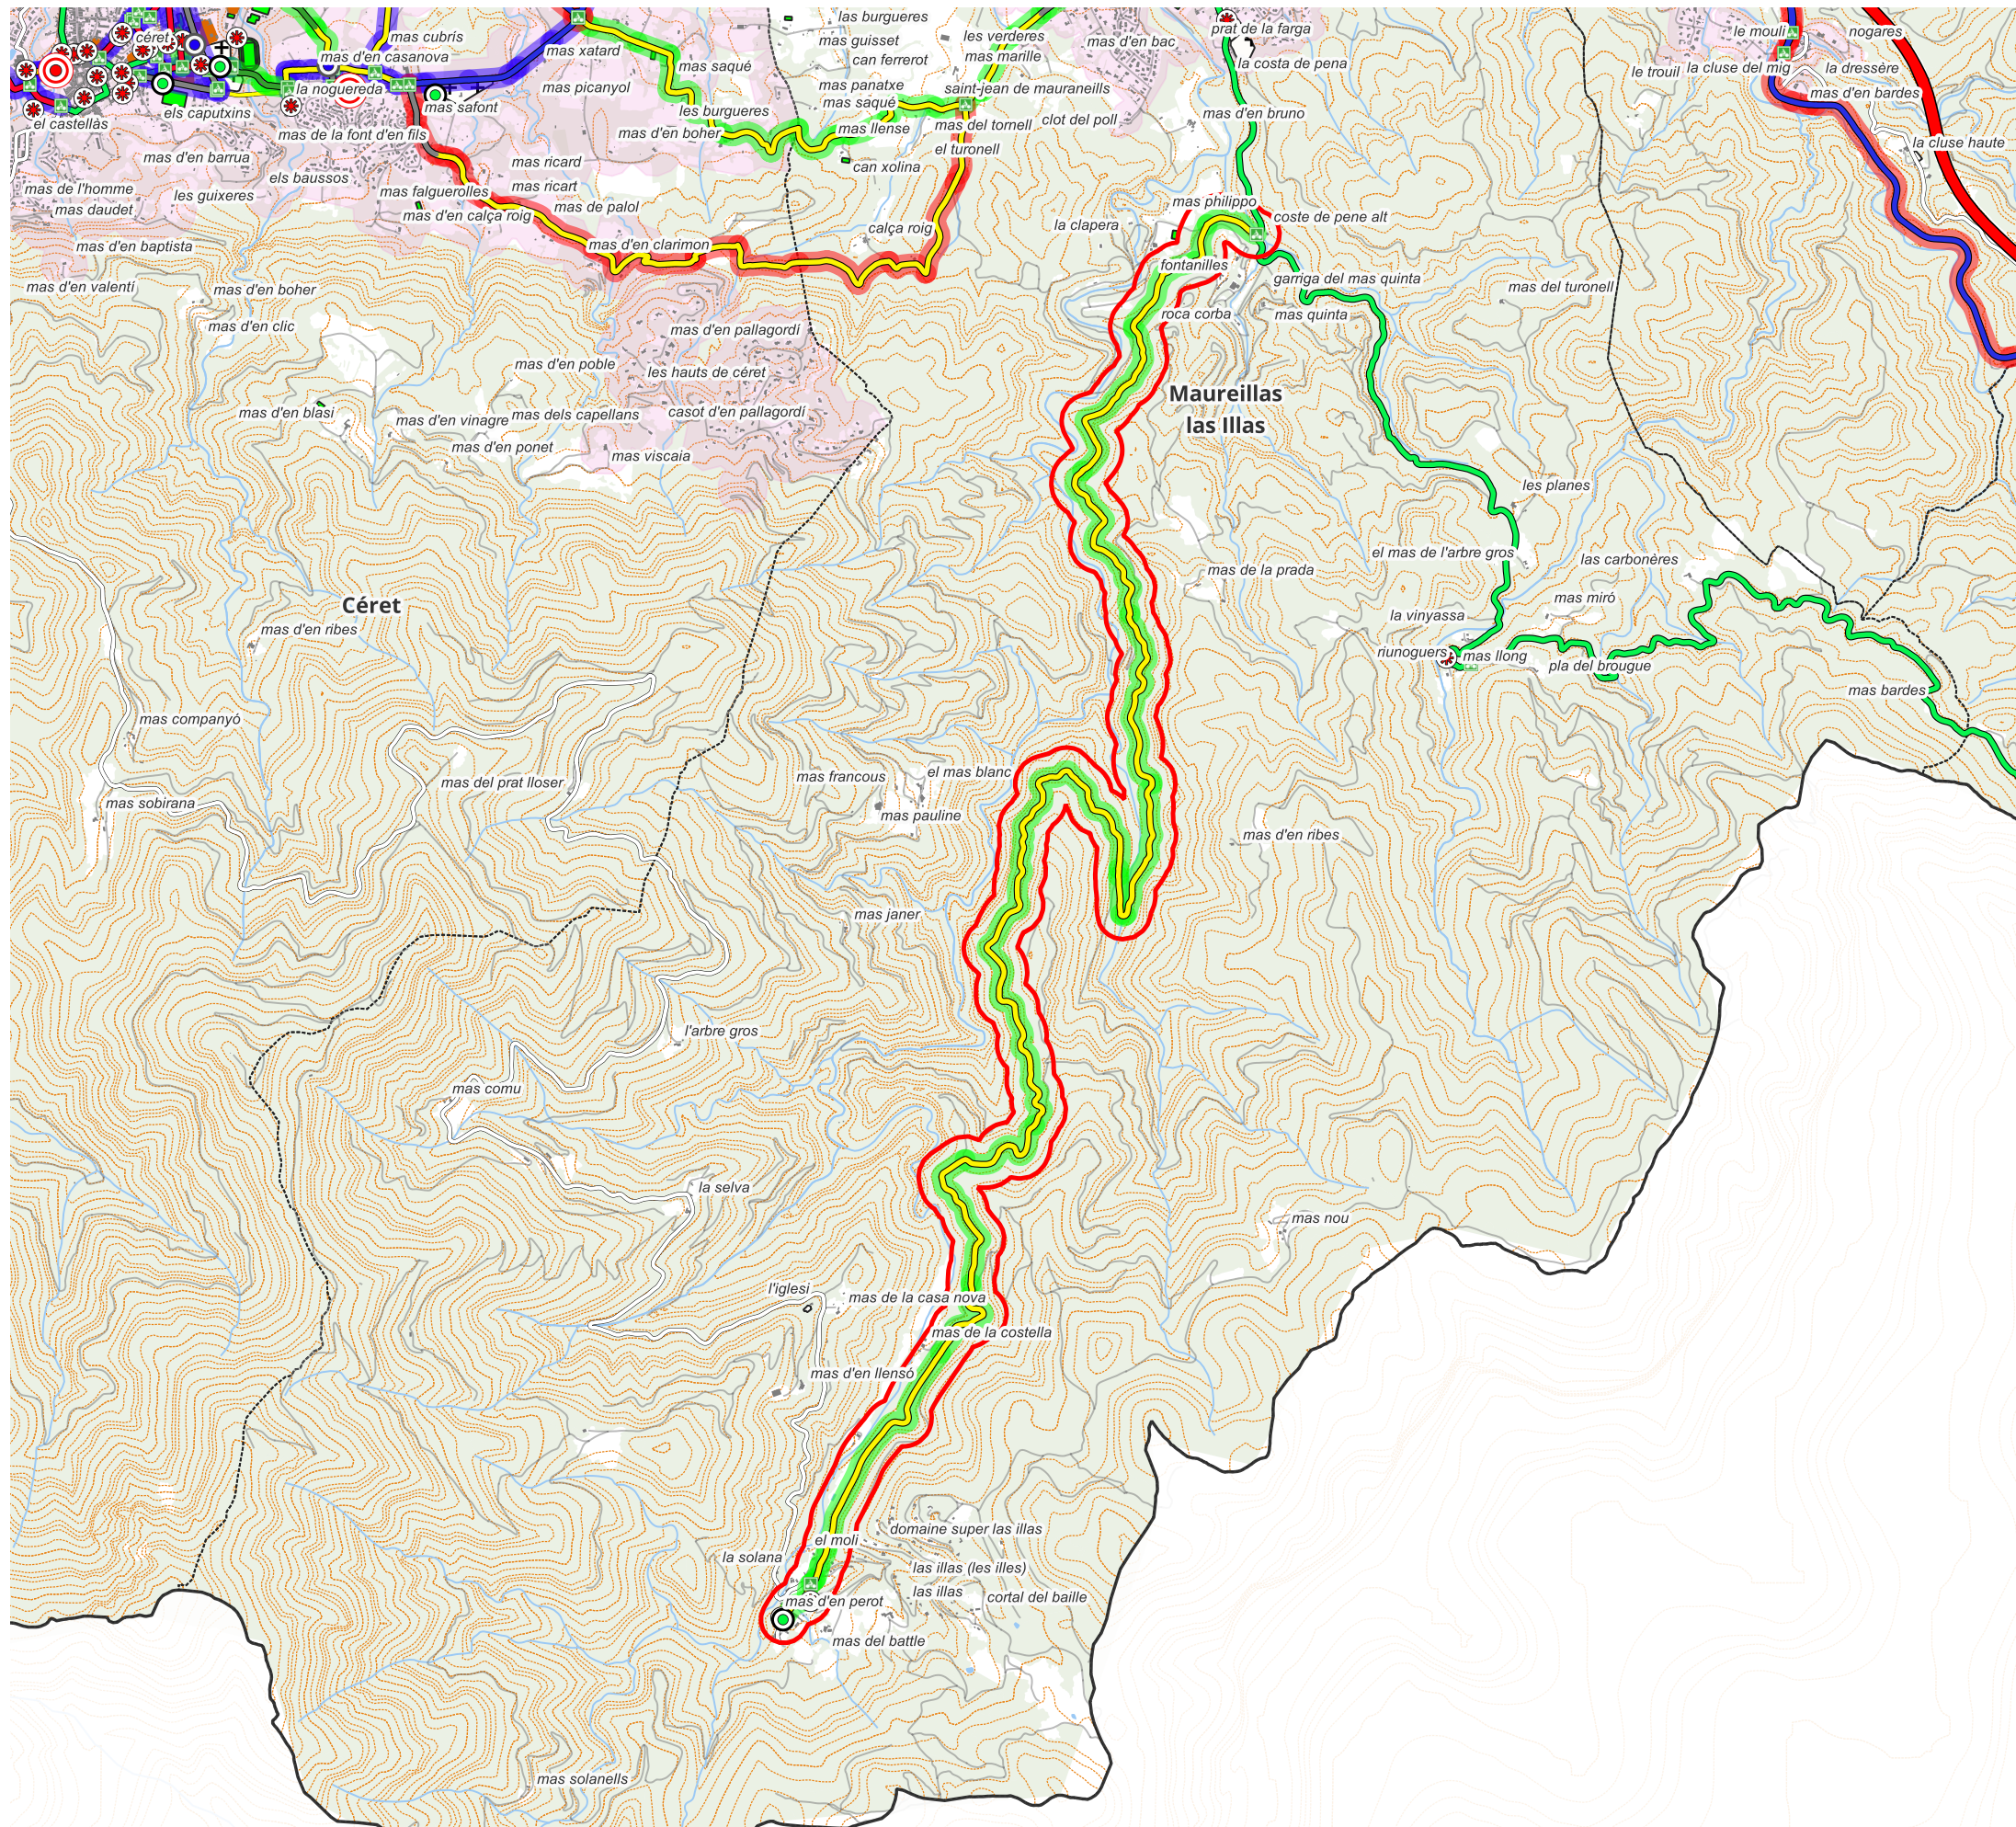 las burgueres
céret
mas cubris
mas guisset
les verderes
mas d'en bac
prat de la farga
le mouli
nogares
mas xatard
mas d'en casanova
can ferrerot
mas marille
la costa de pena
mas saqué
le trouil
la cluse del mig
la dressère
la noguereda
mas picanyol
mas panatxe
saint-jean de mauraneills
mas d'en bardes
mas safont
mas saqué
els caputxins
les burgueres
mas d'en bruno
el castellàs
mas de la font d'en fils
mas d'en boher
mas llense
mas del tornell
clot del poll
la cluse haute
el turonell
mas d'en barrua
mas ricard
can xolina
els baussos
mas de l'homme
les guixeres
mas falguerolles
mas ricart
mas philippo
mas daudet
mas d'en calça roig
mas de palol
coste de pene alt
calça roig
la clapera
mas d'en baptista
mas d'en clarimon
fontanilles
garriga del mas quinta
mas d'en valentí
mas d'en boher
mas del turonell
roca corba
mas quinta
mas d'en clic
mas d'en pallagordí
mas d'en poble
les hauts de céret
Maureillas
las Illas
mas d'en blasi
mas d'en vinagre
mas dels capellans
casot d'en pallagordí
mas d'en ponet
mas viscaia
les planes
el mas de l'arbre gros
las carbonères
mas de la prada
mas miró
Céret
la vinyassa
mas d'en ribes
riunoguers
mas llong
pla del brougue
mas bardes
mas companyó
mas francous
el mas blanc
mas del prat lloser
mas sobirana
mas pauline
mas d'en ribes
mas janer
l'arbre gros
mas comu
la selva
mas nou
l'iglesi
mas de la casa nova
mas de la costella
mas d'en llensó
domaine super las illas
el moli
la solana
las illas (les illes)
las illas
cortal del baille
mas d'en perot
mas del battle
mas solanells